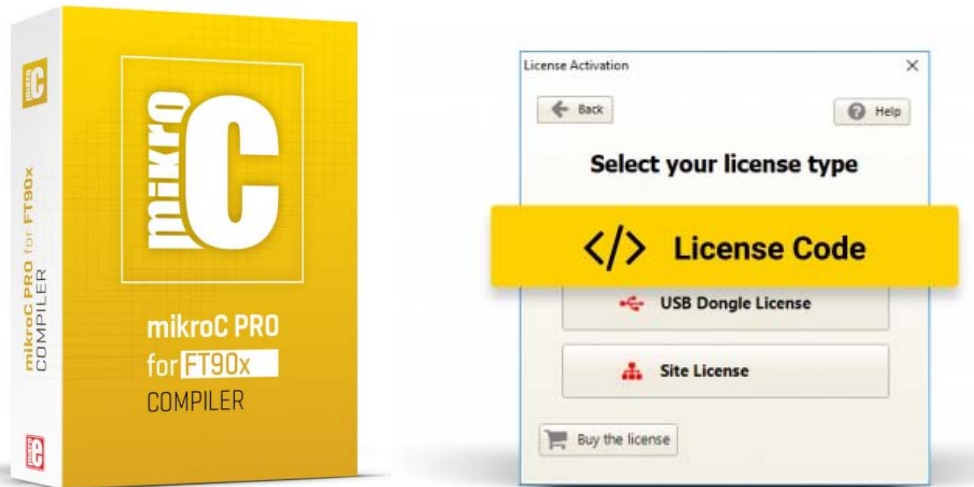 mikroC PRO for FT90x
COMPILER
mikro
C
mikroC PRO
for FT90x
COMPILER
License Activation
Back
Help
Select your license type
</> License Code
USB Dongle License
Site License
Buy the license